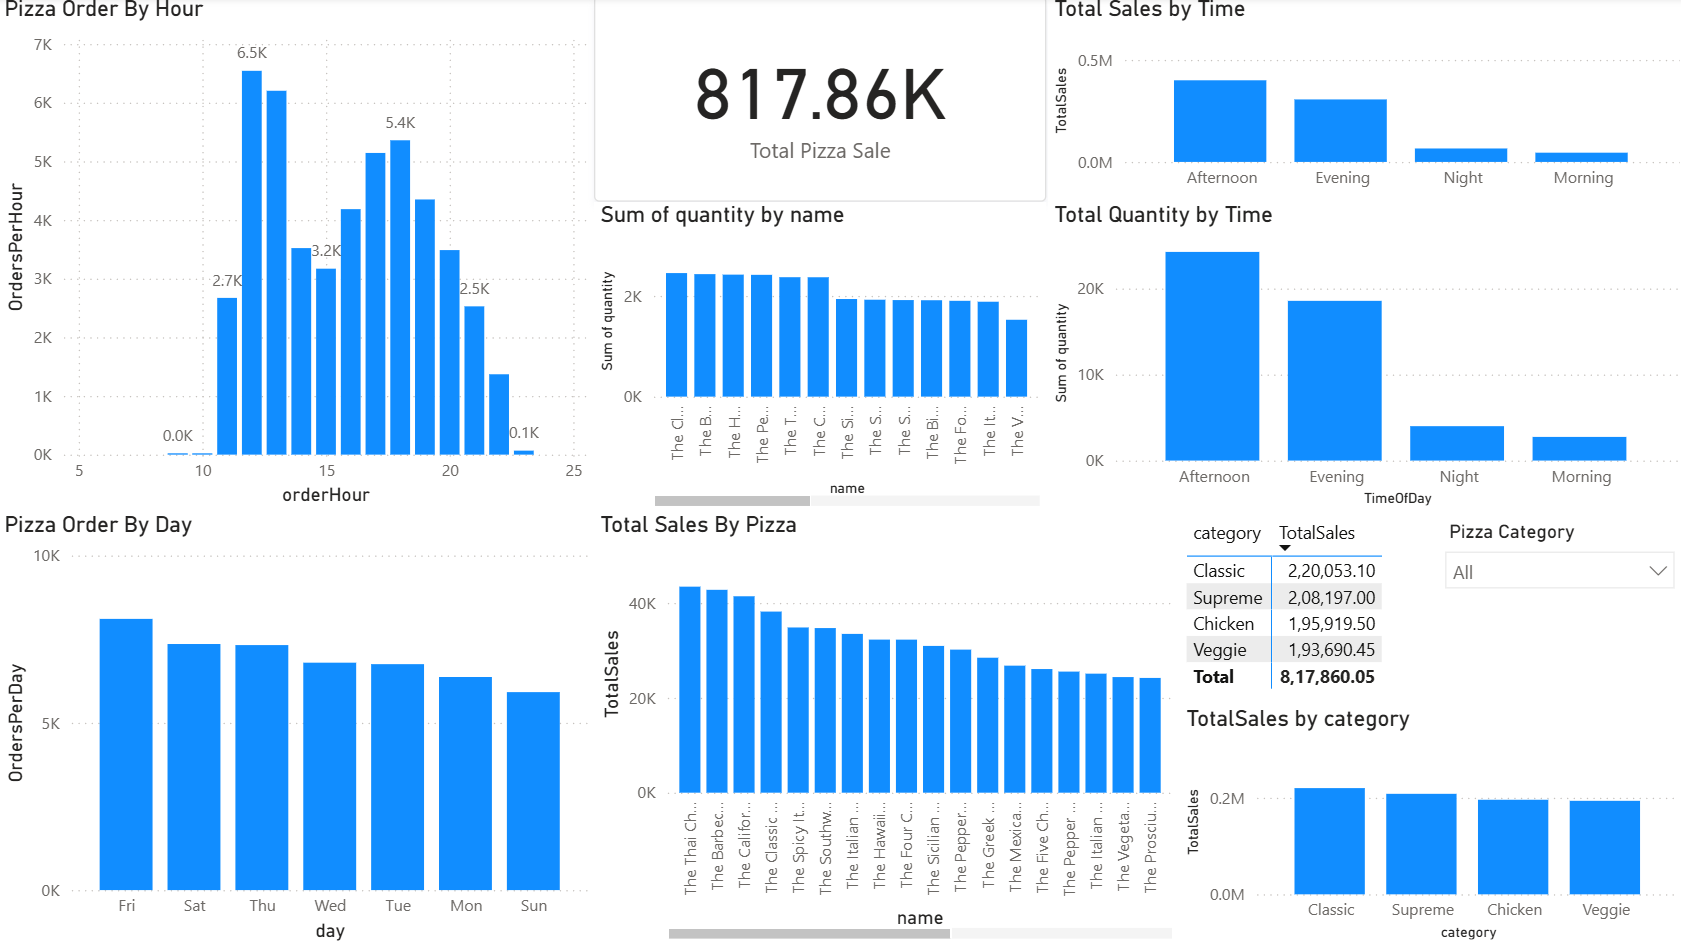 Pizza Order By Hour
OrdersPerHour
7K
6K
5K
4K
3K
2K
1K
0K
6.5K
5.4K
3.2K
2.7K
2.5K
0.0K
0.1K
5
10
15
20
25
orderHour
817.86K
Total Pizza Sale
Total Sales by Time
TotalSales
0.5M
0.0M
Afternoon
Evening
Night
Morning
Sum of quantity by name
Sum of quantity
2K
0K
The Cl...
The B...
The H...
The Pe...
The T...
The C...
The Si...
The S...
The S...
The Bi...
The Fo...
The It...
The V...
name
Total Quantity by Time
Sum of quantity
20K
10K
0K
Afternoon
Evening
Night
Morning
TimeOfDay
Pizza Order By Day
OrdersPerDay
10K
5K
0K
Fri
Sat
Thu
Wed
Tue
Mon
Sun
day
Total Sales By Pizza
TotalSales
40K
20K
0K
The Thai Ch...
The Barbec...
The Califor...
The Classic ...
The Spicy It...
The Southw...
The Italian ...
The Hawaii...
The Four C...
The Sicilian ...
The Pepper...
The Greek ...
The Mexica...
The Five Ch...
The Pepper ...
The Italian ...
The Vegeta...
The Prosciu...
name
category TotalSales
Classic 2,20,053.10
Supreme 2,08,197.00
Chicken 1,95,919.50
Veggie 1,93,690.45
Total 8,17,860.05
Pizza Category
All
TotalSales by category
TotalSales
0.2M
0.0M
Classic
Supreme
Chicken
Veggie
category